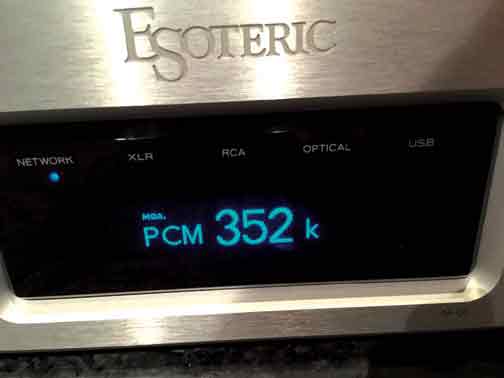 ESOTERIC
NETWORK XLR RCA OPTICAL USB
MQA.
PCM 352 k